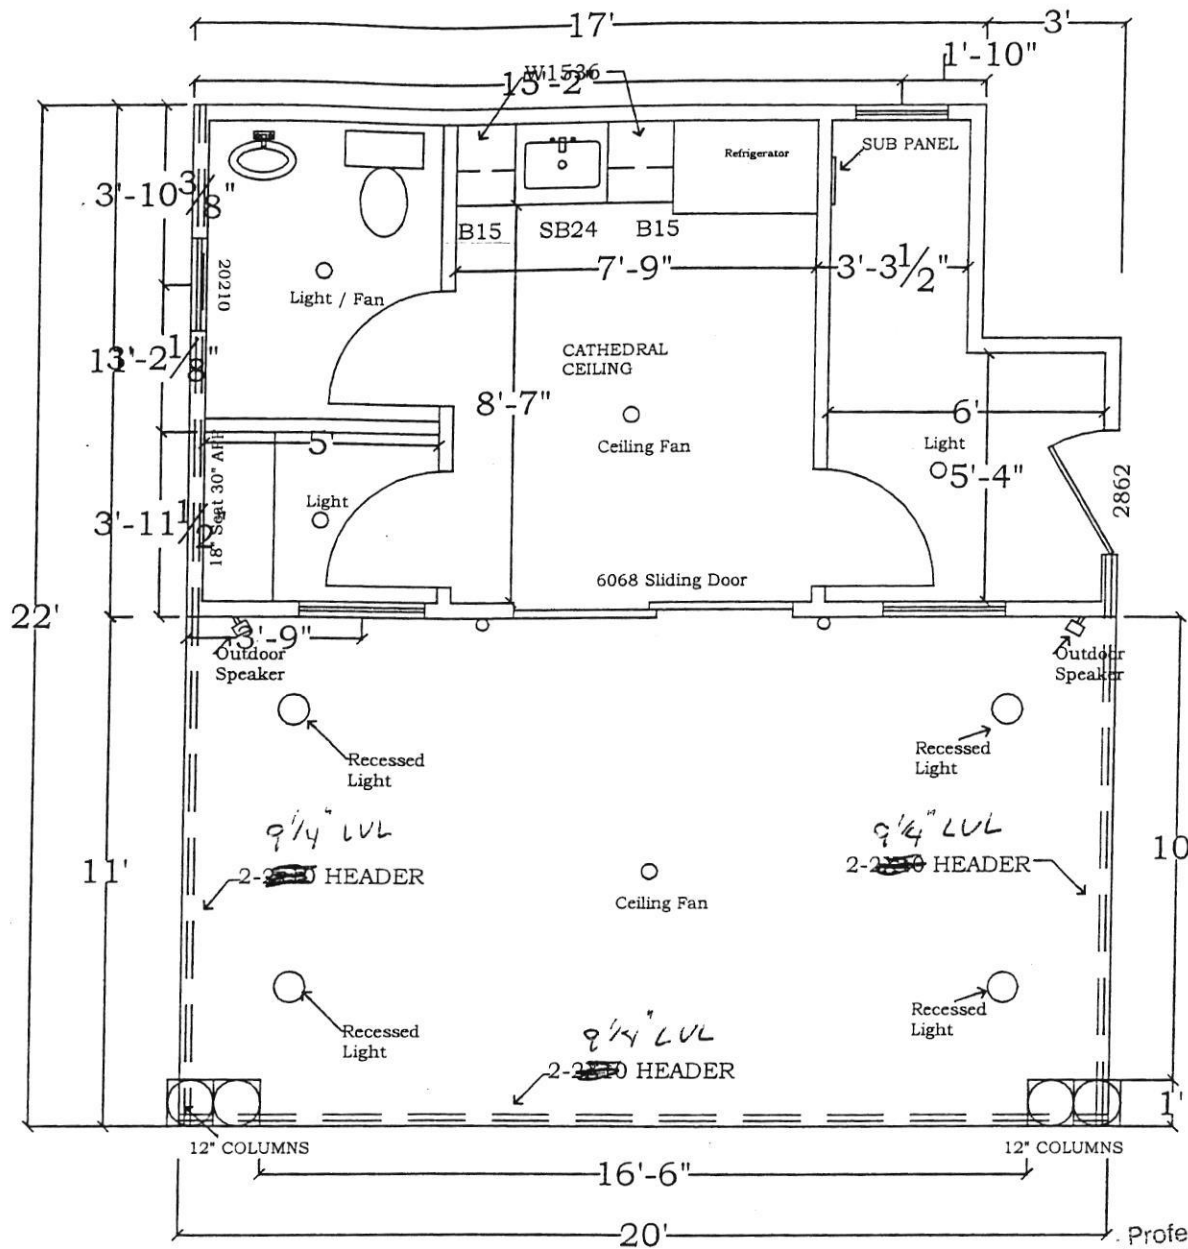 17'
3'
1'-10"
W1536
15'-2"
SUB PANEL
Refrigerator
3'-10 3/8"
B15
SB24
B15
20210
7'-9"
3'-3 1/2"
Light / Fan
CATHEDRAL
CEILING
13'-2 1/8"
8'-7"
6'
Ceiling Fan
5'
Light
5'-4"
2862
18" Seat 30"
Light
3'-11 1/2"
6068 Sliding Door
22'
3'-9"
Outdoor
Speaker
Outdoor
Speaker
Recessed
Light
Recessed
Light
9 1/4" LVL
9 1/4" LVL
2- HEADER
2- HEADER
11'
10
Ceiling Fan
Recessed
Light
Recessed
Light
9 1/4" LVL
2- HEADER
1'
12" COLUMNS
12" COLUMNS
16'-6"
20'
Profe